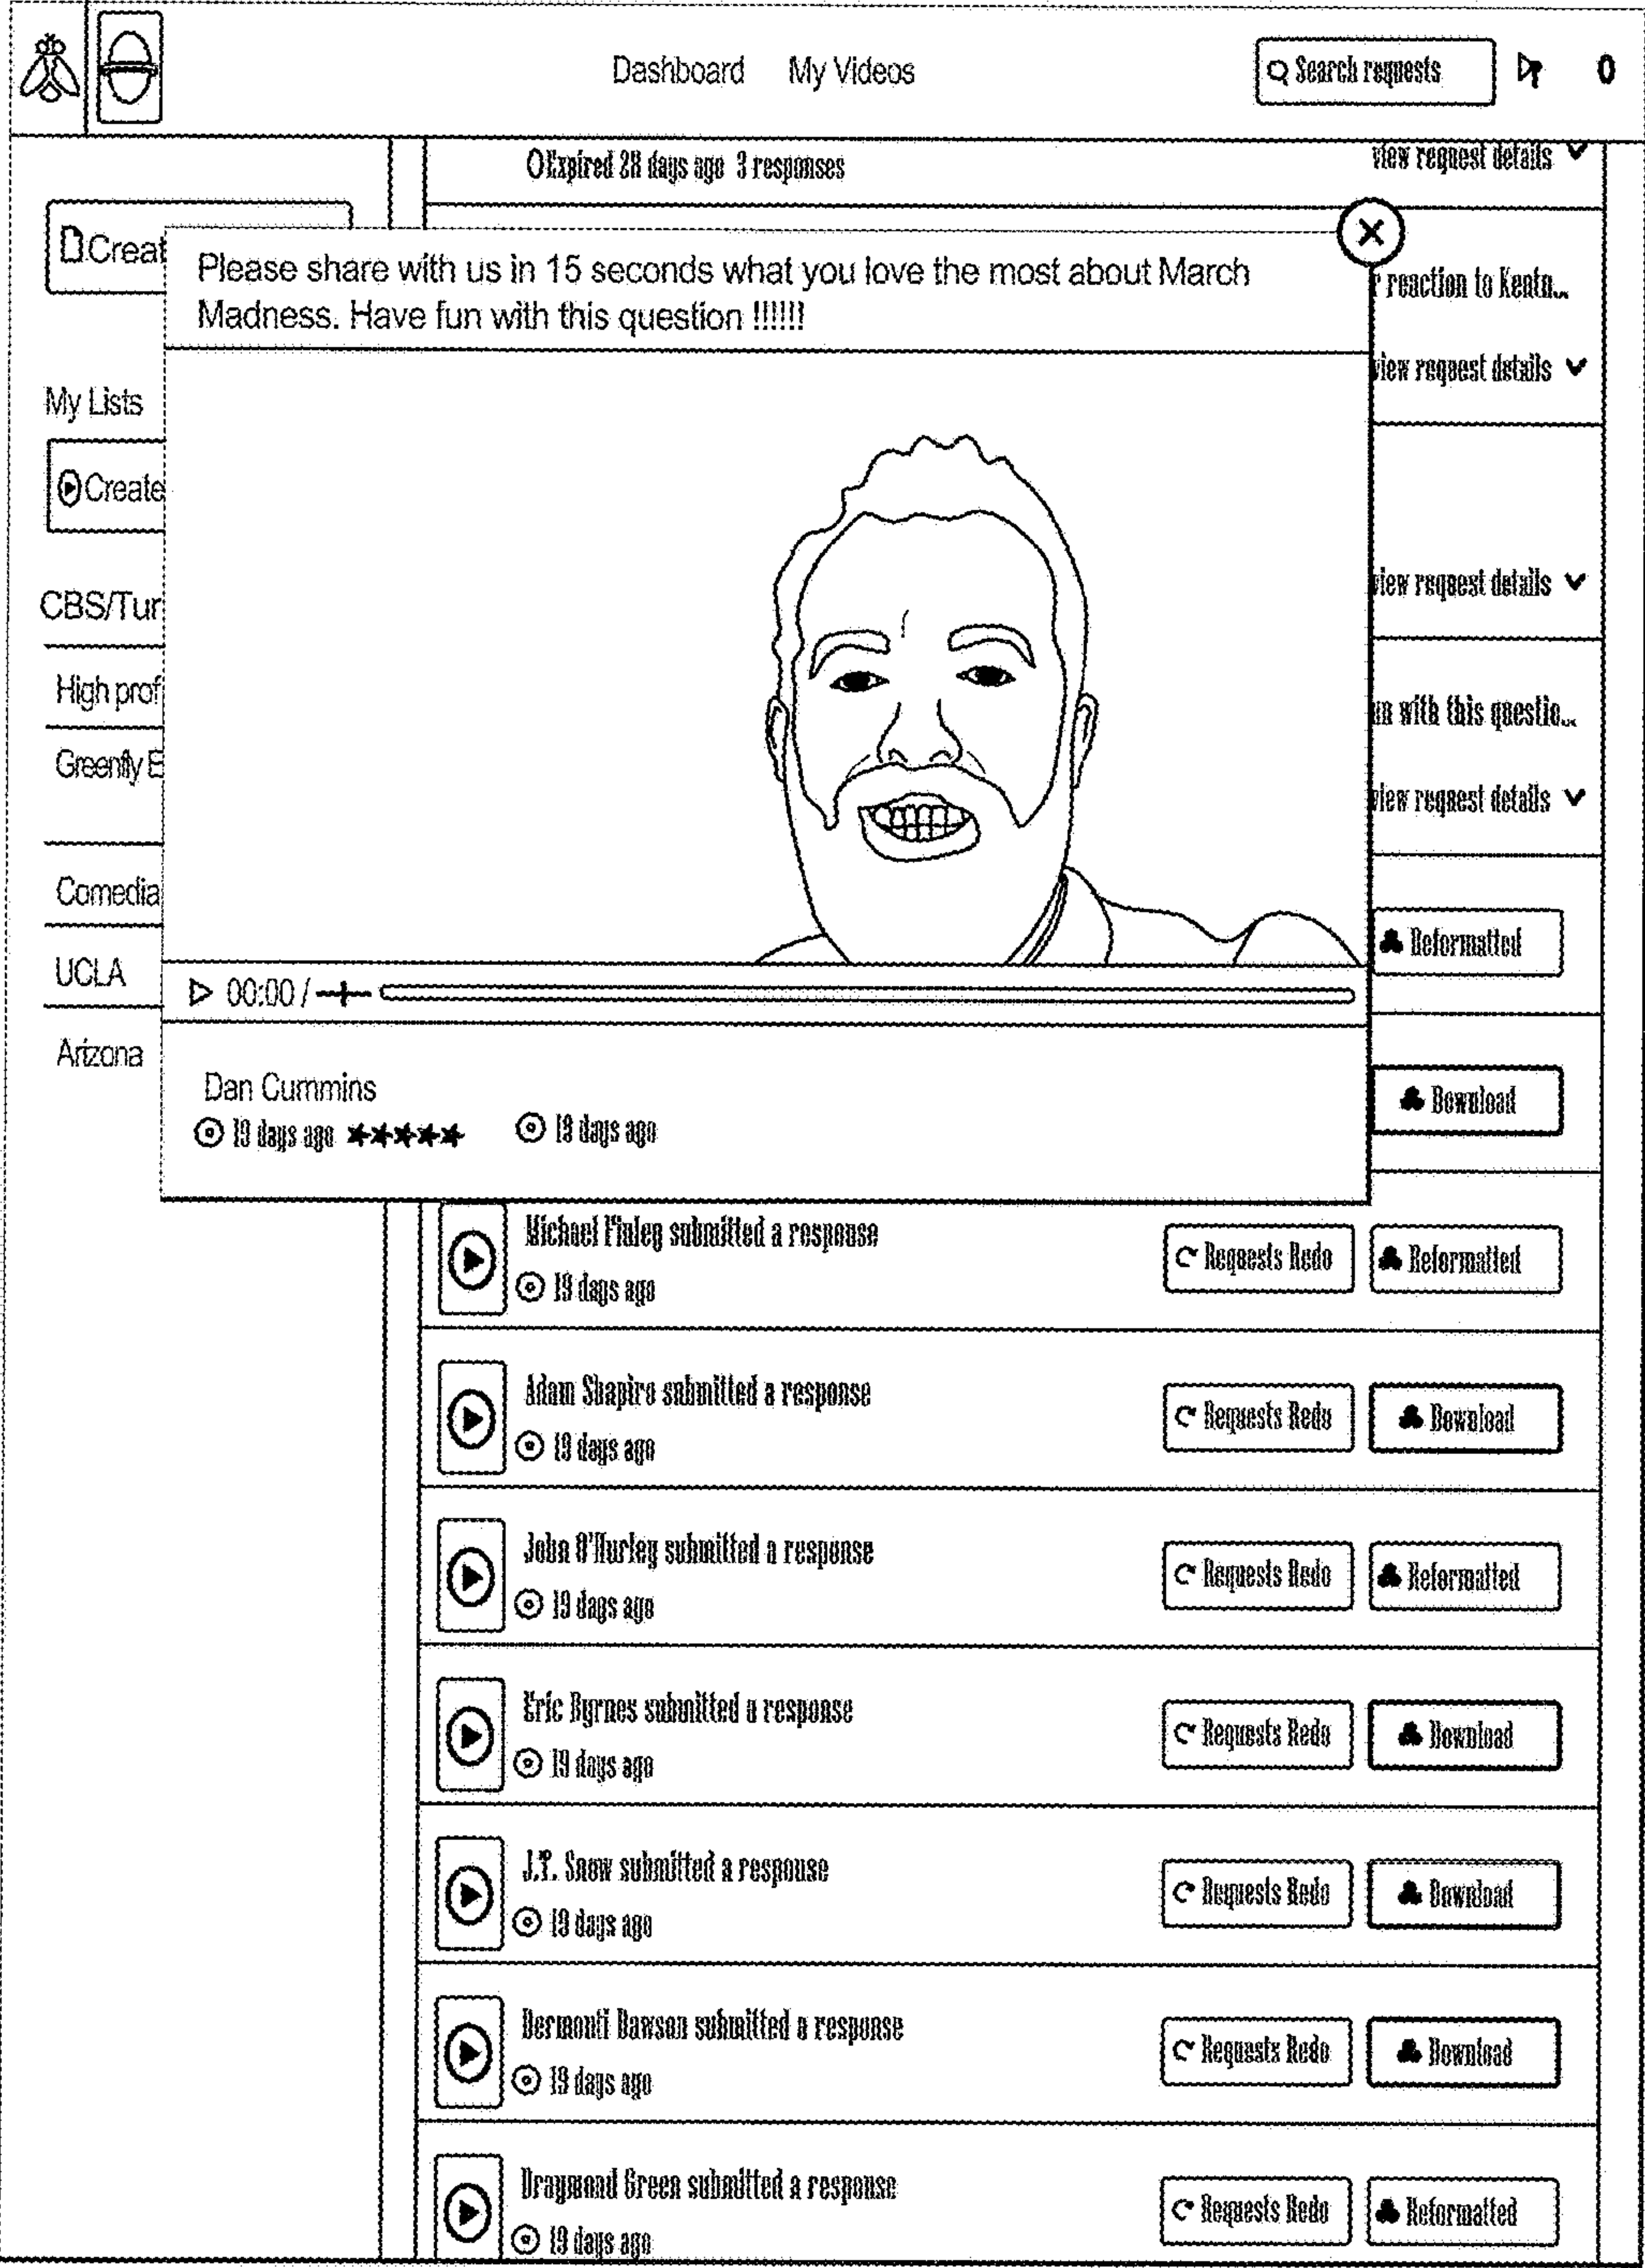 Dashboard My Videos Search requests 0
Expired 28 days ago 3 responses
view request details
Creat
Please share with us in 15 seconds what you love the most about March
Madness. Have fun with this question !!!!!!
r reaction to Kentu...
view request details
My Lists
Create
CBS/Tur
view request details
High prof
un with this questio...
Greenfly E
view request details
Comedia
Reformatted
UCLA
00:00 /
Arizona
Dan Cummins
Download
19 days ago ★★★★★ 19 days ago
Michael Finley submitted a response
19 days ago
Requests Redo Reformatted
Adam Shapiro submitted a response
19 days ago
Requests Redo Download
John O'Hurley submitted a response
19 days ago
Requests Redo Reformatted
Eric Byrnes submitted a response
19 days ago
Requests Redo Download
J.T. Snow submitted a response
19 days ago
Requests Redo Download
Dermonti Dawson submitted a response
19 days ago
Requests Redo Download
Draymond Green submitted a response
19 days ago
Requests Redo Reformatted